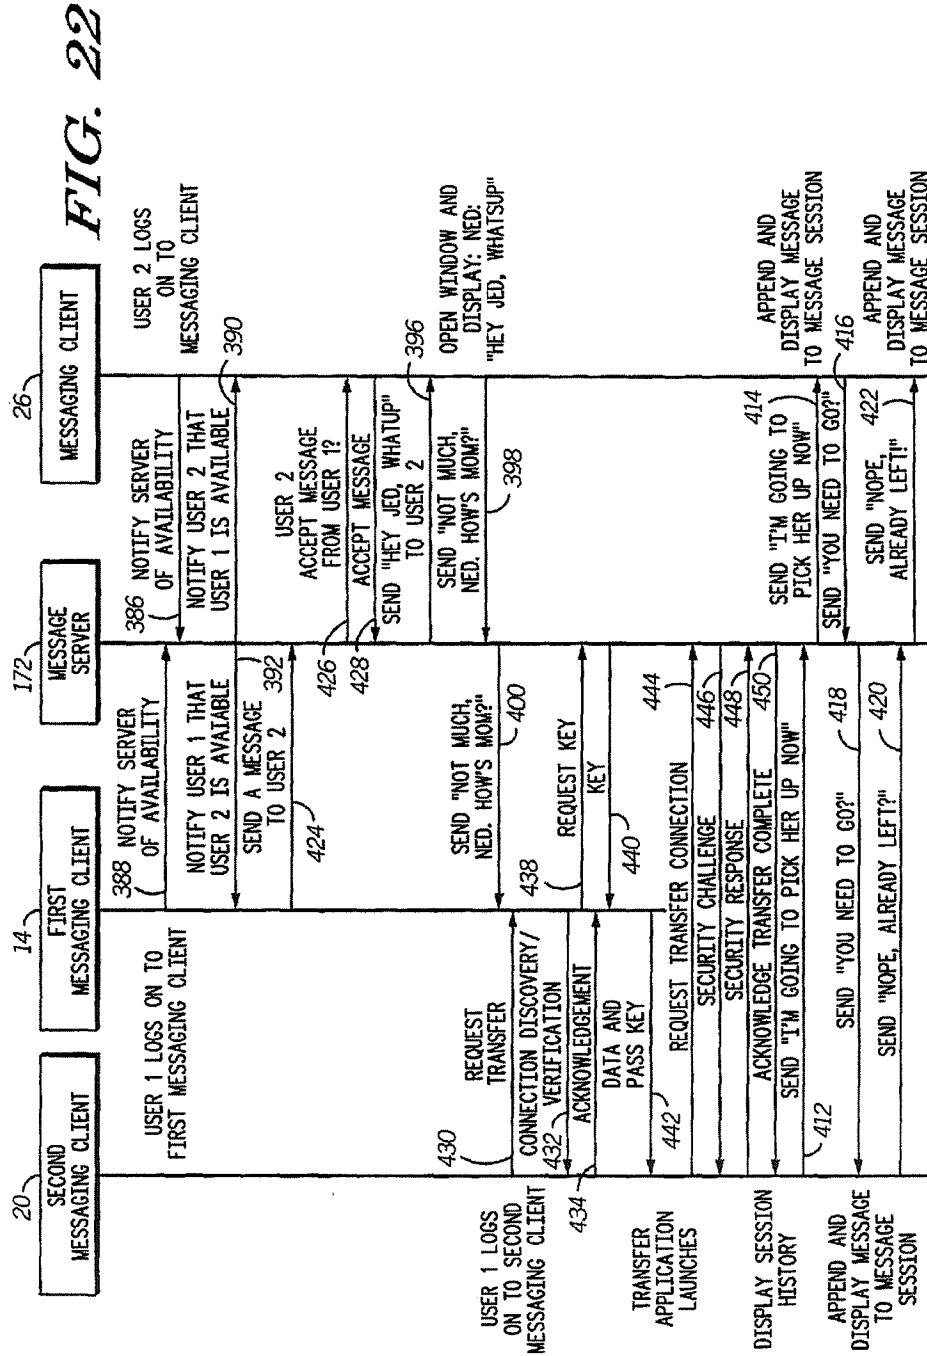 FIG. 22
20
SECOND
MESSAGING CLIENT
14
FIRST
MESSAGING CLIENT
172
MESSAGE
SERVER
26
MESSAGING CLIENT
USER 1 LOGS ON TO
FIRST MESSAGING CLIENT
388
NOTIFY SERVER
OF AVAILABILITY
386
NOTIFY SERVER
OF AVAILABILITY
USER 2 LOGS
ON TO
MESSAGING CLIENT
NOTIFY USER 1 THAT
USER 2 IS AVAIABLE
392
NOTIFY USER 2 THAT
USER 1 IS AVAILABLE
390
SEND A MESSAGE
TO USER 2
424
USER 2
ACCEPT MESSAGE
FROM USER 1?
426
ACCEPT MESSAGE
428
SEND "HEY JED, WHATUP"
TO USER 2
396
OPEN WINDOW AND
DISPLAY: NED:
"HEY JED, WHATSUP"
SEND "NOT MUCH,
NED. HOW'S MOM?"
398
SEND "NOT MUCH,
NED. HOW'S MOM?"
400
USER 1 LOGS
ON TO SECOND
MESSAGING CLIENT
430
REQUEST
TRANSFER
CONNECTION DISCOVERY/
VERIFICATION
432
ACKNOWLEDGEMENT
434
438
REQUEST KEY
KEY
440
DATA AND
PASS KEY
442
TRANSFER
APPLICATION
LAUNCHES
REQUEST TRANSFER CONNECTION
444
SECURITY CHALLENGE
446
SECURITY RESPONSE
448
ACKNOWLEDGE TRANSFER COMPLETE
450
DISPLAY SESSION
HISTORY
SEND "I'M GOING TO PICK HER UP NOW"
412
SEND "I'M GOING TO
PICK HER UP NOW"
414
APPEND AND
DISPLAY MESSAGE
TO MESSAGE SESSION
SEND "YOU NEED TO GO?"
416
SEND "YOU NEED TO GO?"
418
APPEND AND
DISPLAY MESSAGE
TO MESSAGE
SESSION
SEND "NOPE, ALREADY LEFT?"
420
SEND "NOPE,
ALREADY LEFT!"
422
APPEND AND
DISPLAY MESSAGE
TO MESSAGE SESSION